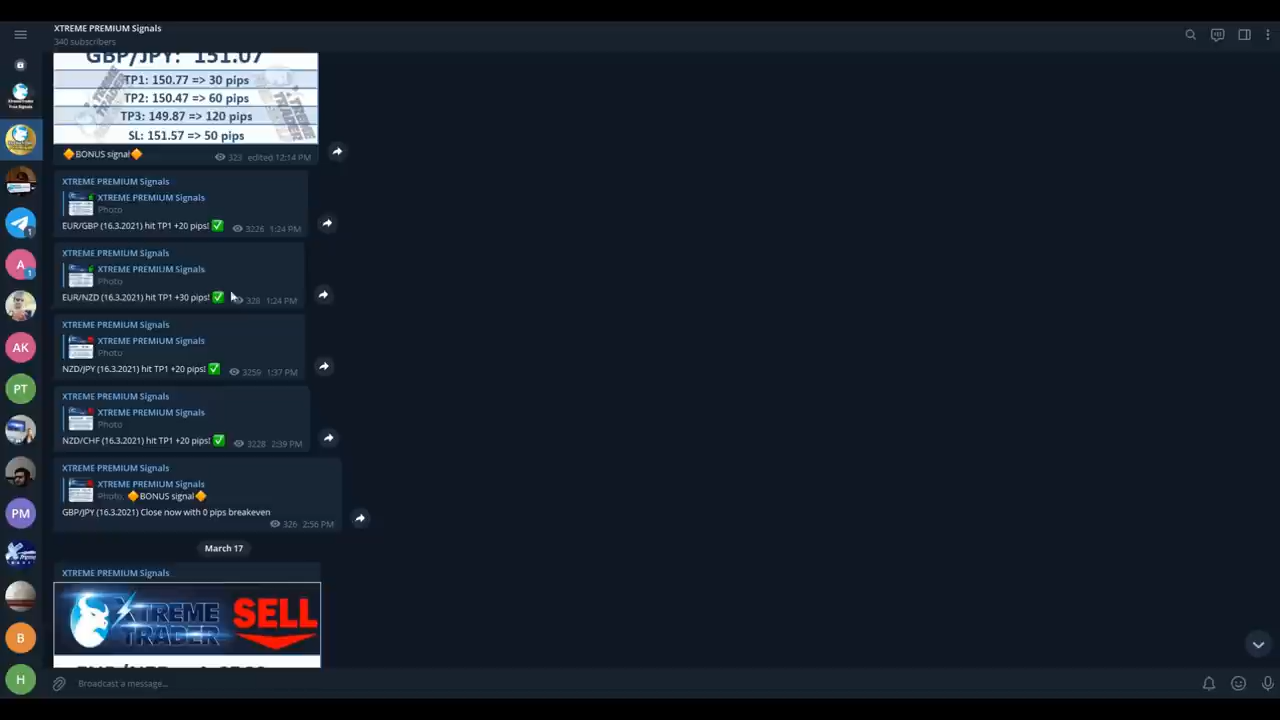 XTREME PREMIUM Signals
340 subscribers
GBP/JPY: 151.07
TP1: 150.77 => 30 pips
TP2: 150.47 => 60 pips
TP3: 149.87 => 120 pips
SL: 151.57 => 50 pips
🔶BONUS signal🔶
323 edited 12:14 PM
XTREME PREMIUM Signals
XTREME PREMIUM Signals
Photo
EUR/GBP (16.3.2021) hit TP1 +20 pips! ✅ 3226 1:24 PM
XTREME PREMIUM Signals
XTREME PREMIUM Signals
Photo
EUR/NZD (16.3.2021) hit TP1 +30 pips! ✅ 328 1:24 PM
XTREME PREMIUM Signals
XTREME PREMIUM Signals
Photo
NZD/JPY (16.3.2021) hit TP1 +20 pips! ✅ 3259 1:37 PM
XTREME PREMIUM Signals
XTREME PREMIUM Signals
Photo
NZD/CHF (16.3.2021) hit TP1 +20 pips! ✅ 3228 2:39 PM
XTREME PREMIUM Signals
XTREME PREMIUM Signals
Photo, 🔶BONUS signal🔶
GBP/JPY (16.3.2021) Close now with 0 pips breakeven
326 2:56 PM
March 17
XTREME PREMIUM Signals
XTREME TRADER
SELL
Broadcast a message...
1
A
1
AK
PT
PM
B
H